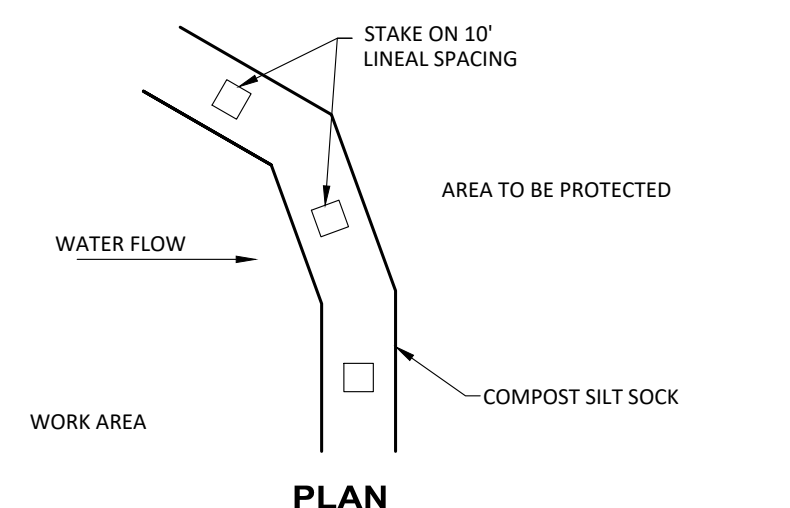 STAKE ON 10'
LINEAL SPACING
AREA TO BE PROTECTED
WATER FLOW
COMPOST SILT SOCK
WORK AREA
PLAN